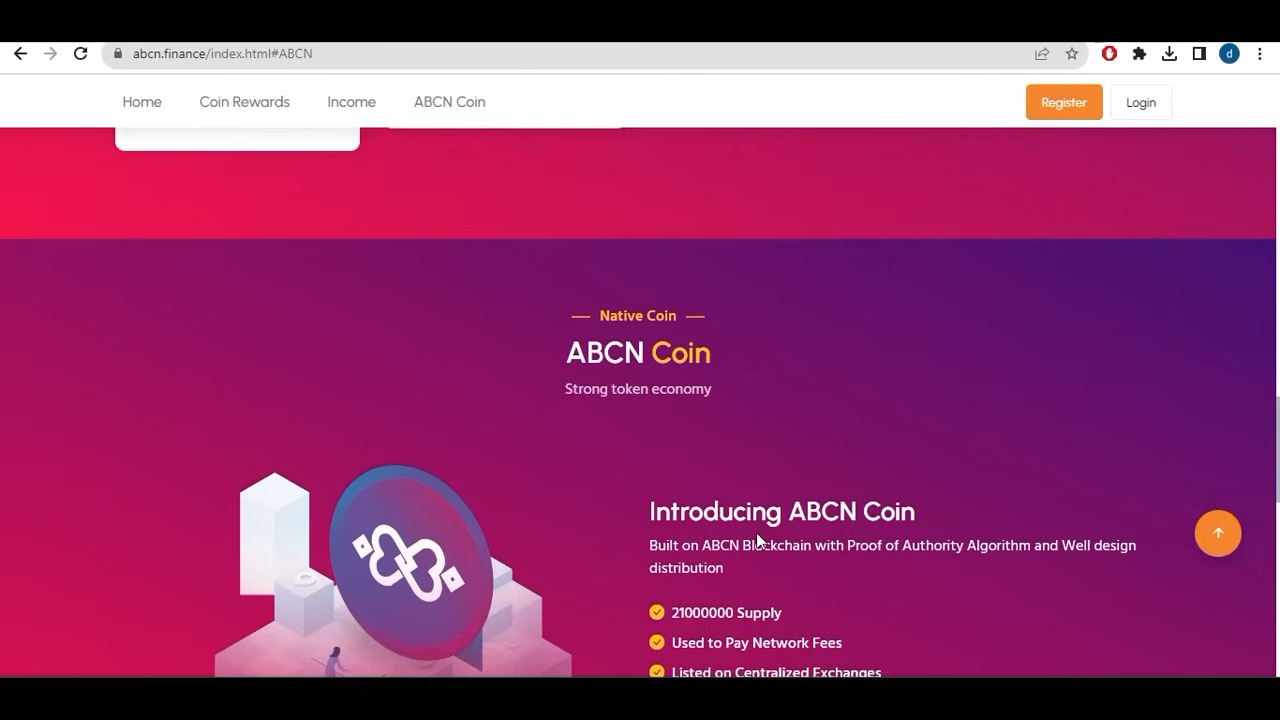 abcn.finance/index.html#ABCN
d
Home Coin Rewards Income ABCN Coin Register Login
Native Coin
ABCN Coin
Strong token economy
Introducing ABCN Coin
Built on ABCN Blockchain with Proof of Authority Algorithm and Well design
distribution
21000000 Supply
Used to Pay Network Fees
Listed on Centralized Exchanges